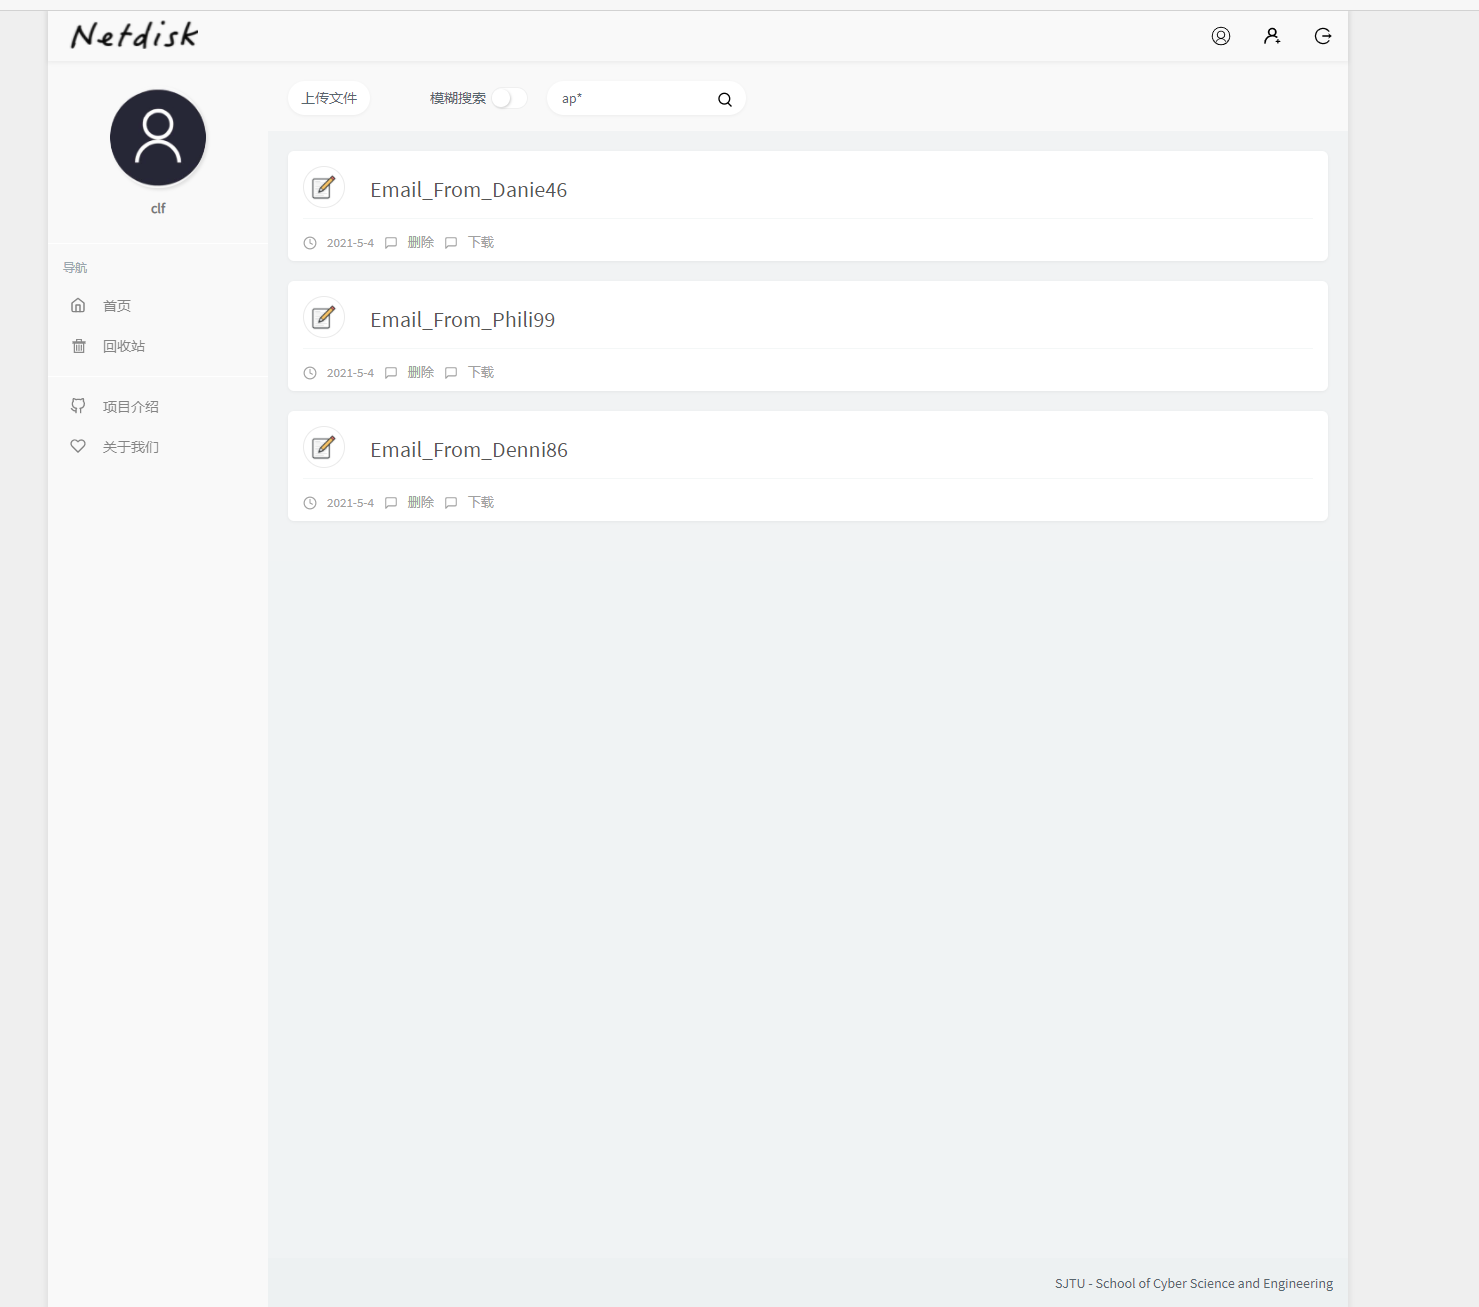 Netdisk
clf
导航
首页
回收站
项目介绍
关于我们
上传文件 模糊搜索 ap*
Email_From_Danie46
2021-5-4 删除 下载
Email_From_Phili99
2021-5-4 删除 下载
Email_From_Denni86
2021-5-4 删除 下载
SJTU - School of Cyber Science and Engineering